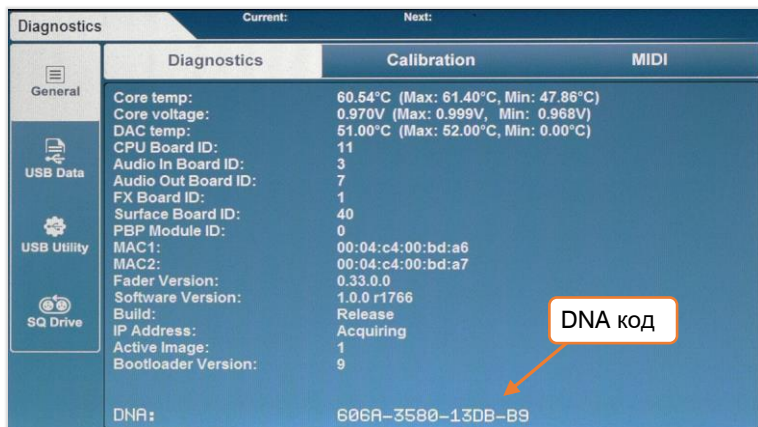 Diagnostics
Current:
Next:
General
USB Data
USB Utility
SQ Drive
Diagnostics
Calibration
MIDI
Core temp: 60.54°C (Max: 61.40°C, Min: 47.86°C)
Core voltage: 0.970V (Max: 0.999V, Min: 0.968V)
DAC temp: 51.00°C (Max: 52.00°C, Min: 0.00°C)
CPU Board ID: 11
Audio In Board ID: 3
Audio Out Board ID: 7
FX Board ID: 1
Surface Board ID: 40
PBP Module ID: 0
MAC1: 00:04:c4:00:bd:a6
MAC2: 00:04:c4:00:bd:a7
Fader Version: 0.33.0.0
Software Version: 1.0.0 r1766
Build: Release
IP Address: Acquiring
Active Image: 1
Bootloader Version: 9
DNA код
DNA: 606A-3580-13DB-B9